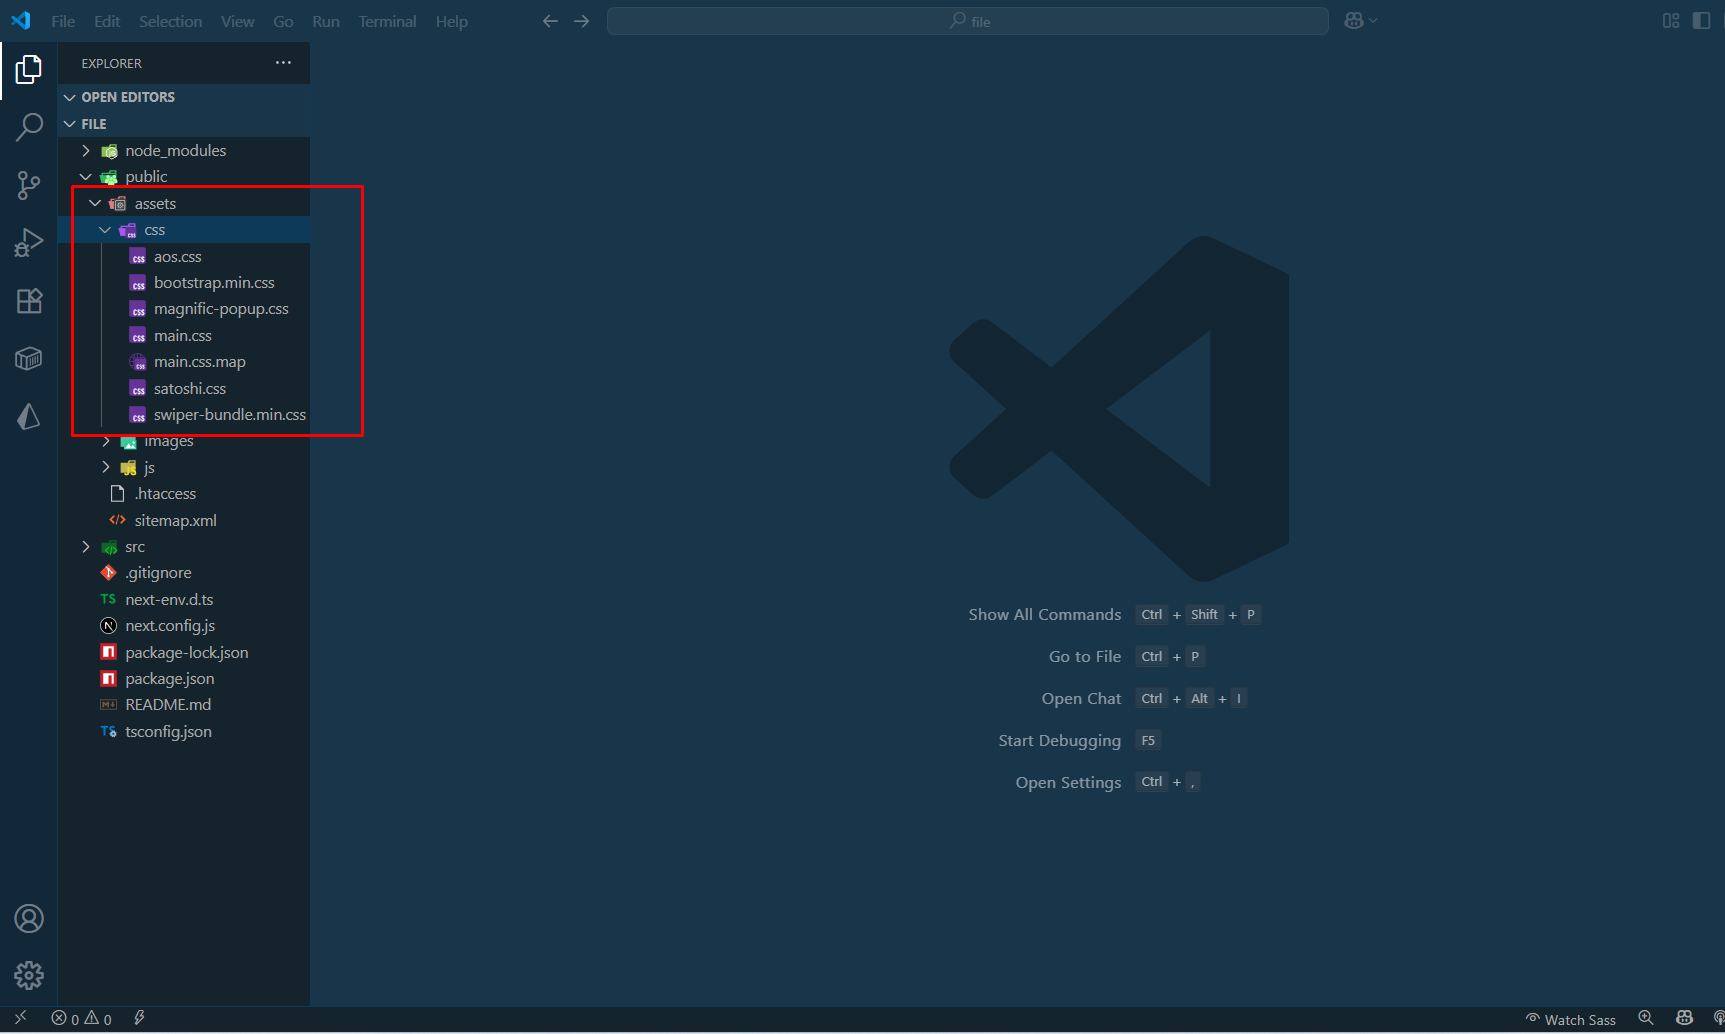 File Edit Selection View Go Run Terminal Help
file
EXPLORER
OPEN EDITORS
FILE
node_modules
public
assets
css
aos.css
bootstrap.min.css
magnific-popup.css
main.css
main.css.map
satoshi.css
swiper-bundle.min.css
images
js
.htaccess
sitemap.xml
src
.gitignore
next-env.d.ts
next.config.js
package-lock.json
package.json
README.md
tsconfig.json
Show All Commands Ctrl + Shift + P
Go to File Ctrl + P
Open Chat Ctrl + Alt + I
Start Debugging F5
Open Settings Ctrl + ,
0 0
Watch Sass